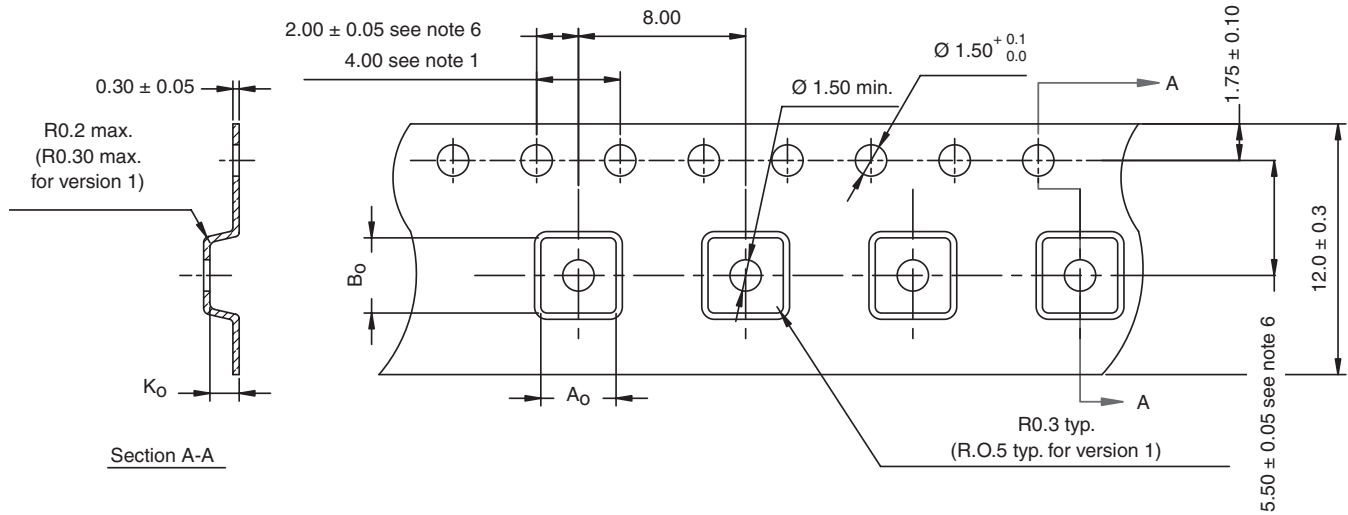 8.00
2.00 ± 0.05 see note 6
4.00 see note 1
Ø 1.50 + 0.1
0.0
1.75 ± 0.10
A
0.30 ± 0.05
Ø 1.50 min.
R0.2 max.
(R0.30 max.
for version 1)
12.0 ± 0.3
Bo
5.50 ± 0.05 see note 6
Ko
Ao
A
R0.3 typ.
(R.O.5 typ. for version 1)
Section A-A